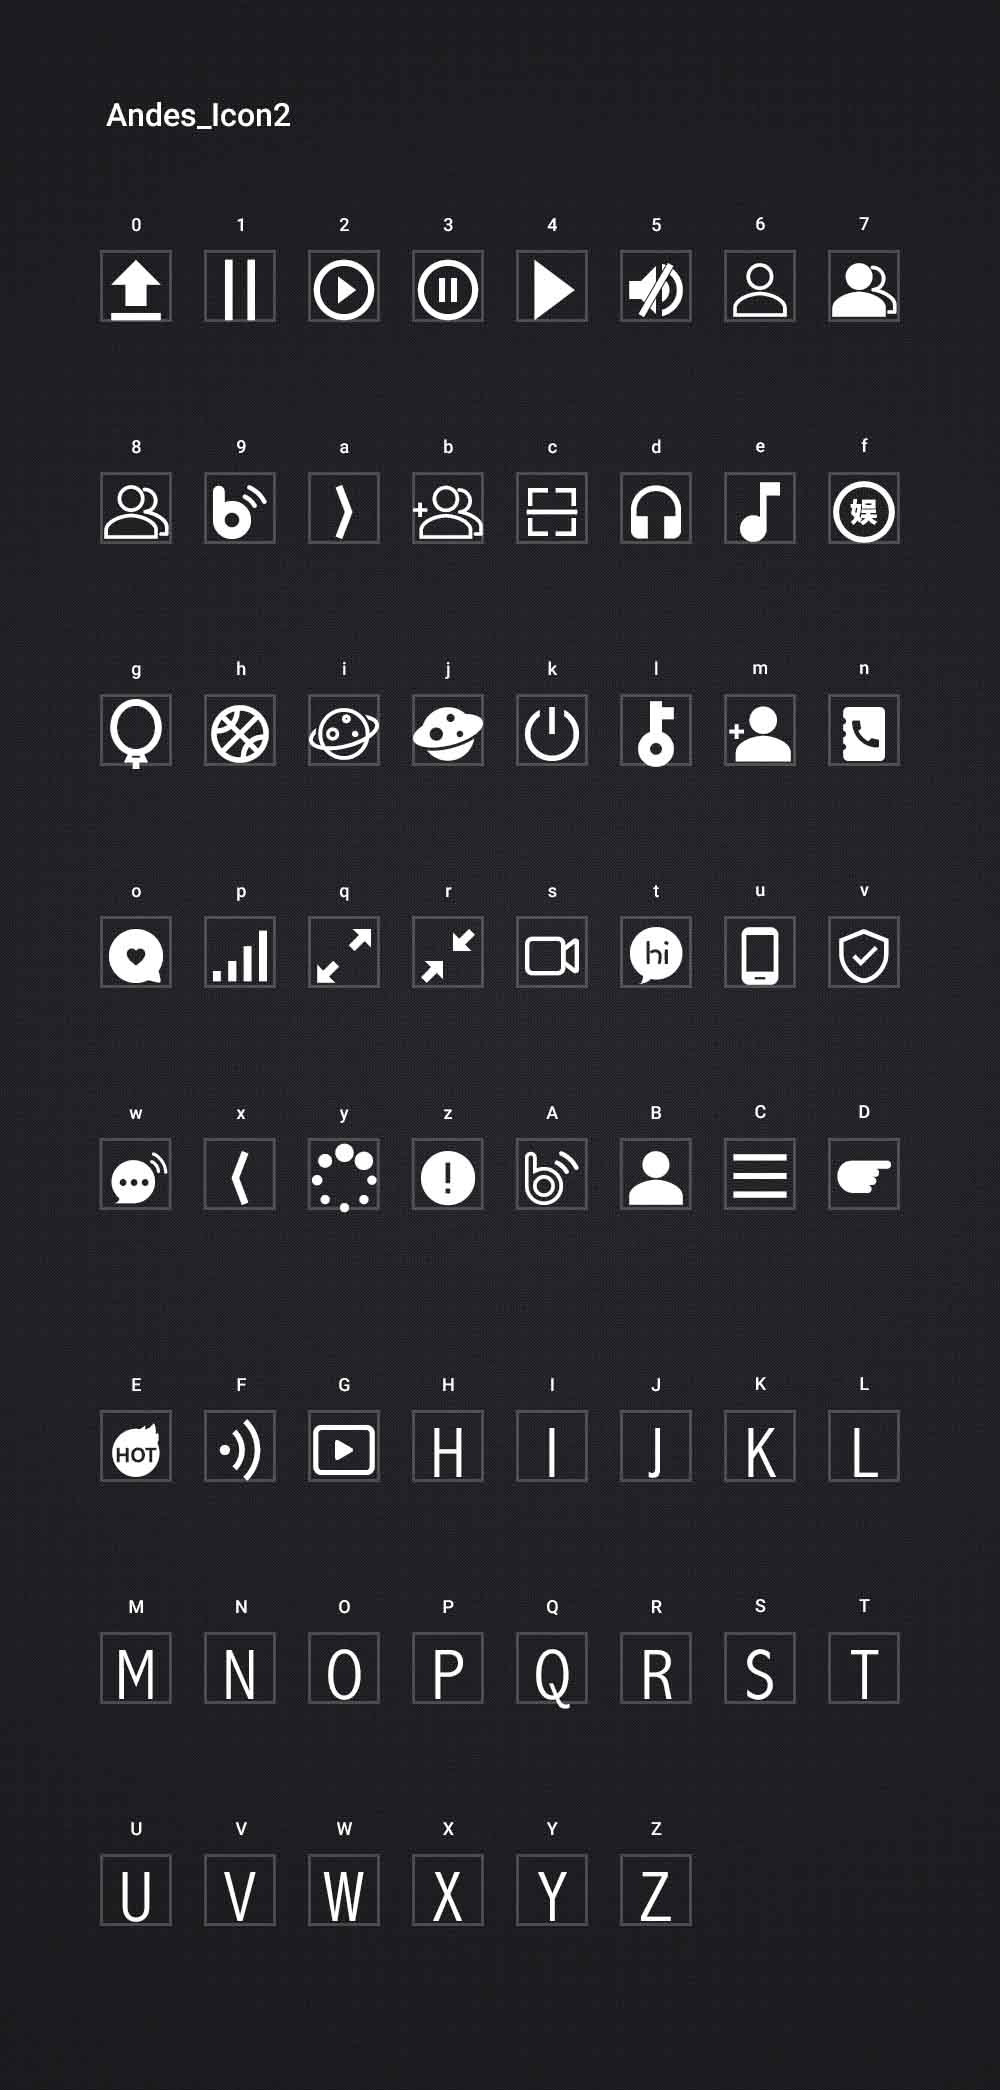 Andes_Icon2
0 1 2 3 4 5 6 7
8 9 a b c d e f
娱
g h i j k l m n
o p q r s t u v
hi
w x y z A B C D
E F G H I J K L
HOT H I J K L
M N O P Q R S T
M N O P Q R S T
U V W X Y Z
U V W X Y Z